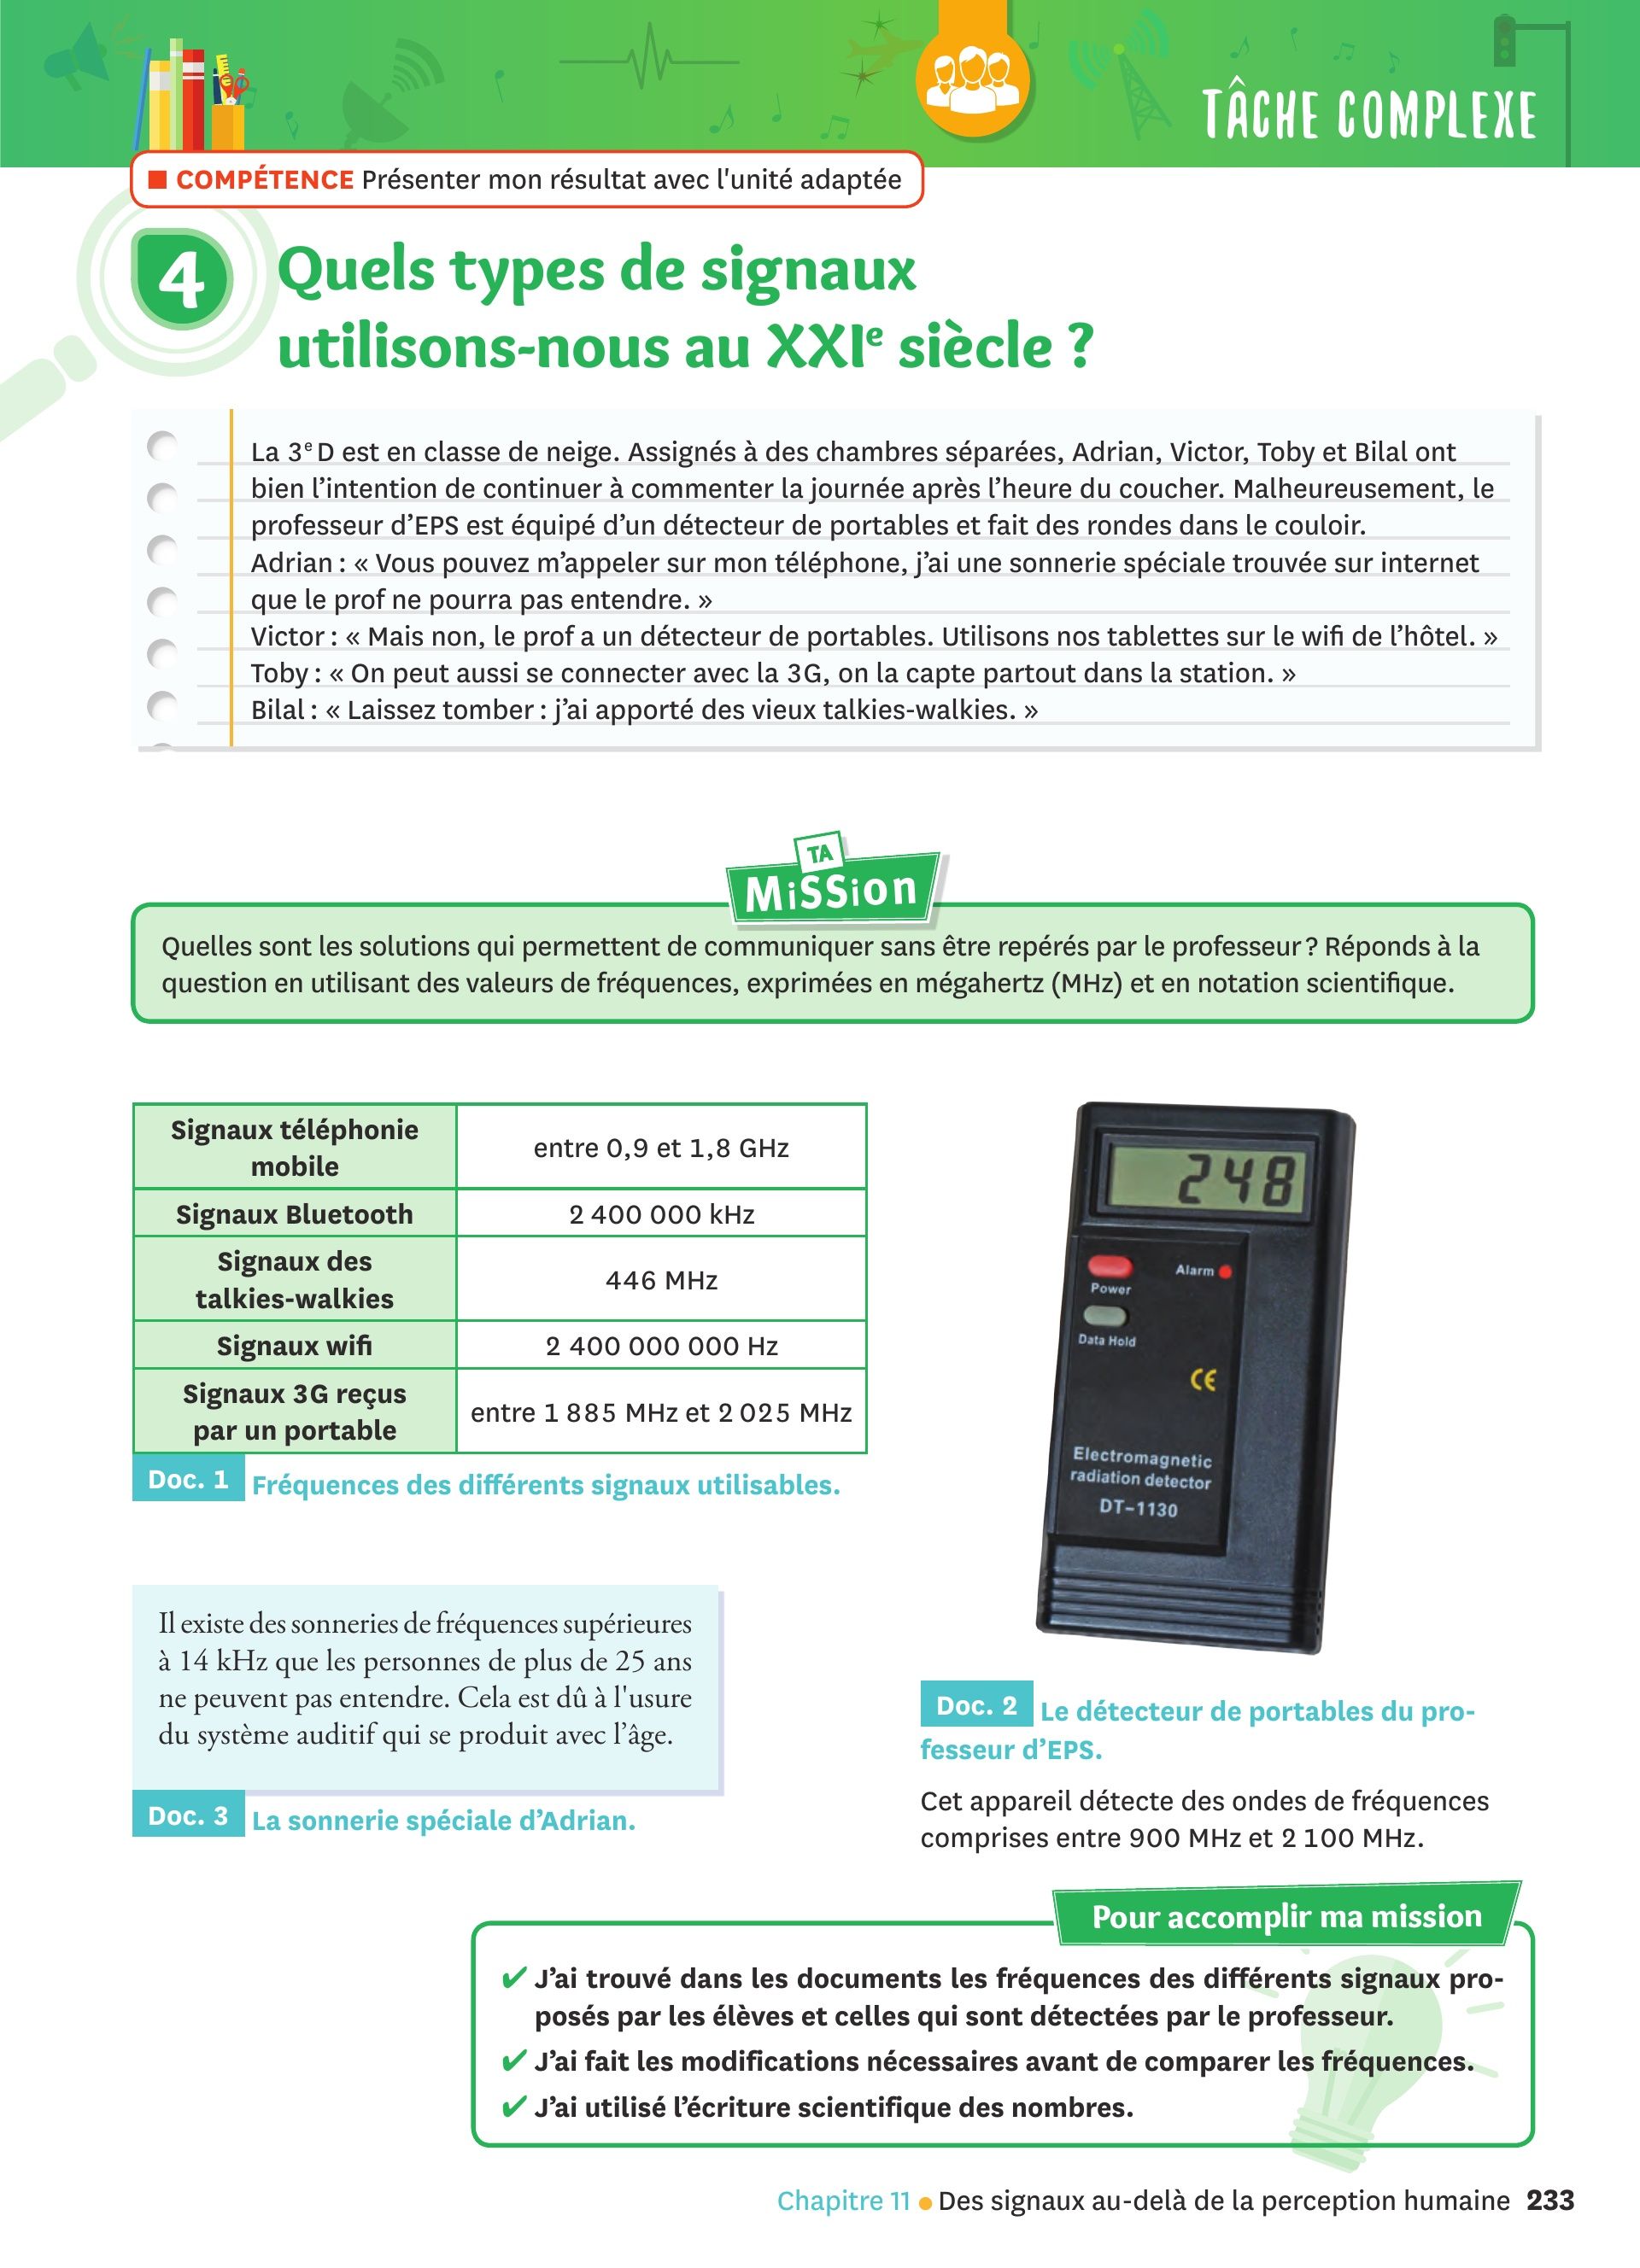 TÂCHE COMPLEXE
■ COMPÉTENCE Présenter mon résultat avec l'unité adaptée
4 Quels types de signaux
utilisons-nous au XXIe siècle ?
La 3e D est en classe de neige. Assignés à des chambres séparées, Adrian, Victor, Toby et Bilal ont
bien l’intention de continuer à commenter la journée après l’heure du coucher. Malheureusement, le
professeur d’EPS est équipé d’un détecteur de portables et fait des rondes dans le couloir.
Adrian : « Vous pouvez m’appeler sur mon téléphone, j’ai une sonnerie spéciale trouvée sur internet
que le prof ne pourra pas entendre. »
Victor : « Mais non, le prof a un détecteur de portables. Utilisons nos tablettes sur le wifi de l’hôtel. »
Toby : « On peut aussi se connecter avec la 3G, on la capte partout dans la station. »
Bilal : « Laissez tomber : j’ai apporté des vieux talkies-walkies. »
TA
MiSSion
Quelles sont les solutions qui permettent de communiquer sans être repérés par le professeur ? Réponds à la
question en utilisant des valeurs de fréquences, exprimées en mégahertz (MHz) et en notation scientifique.
Signaux téléphonie
mobile
entre 0,9 et 1,8 GHz
Signaux Bluetooth
2 400 000 kHz
Signaux des
talkies-walkies
446 MHz
Signaux wifi
2 400 000 000 Hz
Signaux 3G reçus
par un portable
entre 1 885 MHz et 2 025 MHz
Doc. 1 Fréquences des différents signaux utilisables.
248
Alarm
Power
Data Hold
CE
Electromagnetic
radiation detector
DT-1130
Doc. 2 Le détecteur de portables du pro-
fesseur d’EPS.
Cet appareil détecte des ondes de fréquences
comprises entre 900 MHz et 2 100 MHz.
Il existe des sonneries de fréquences supérieures
à 14 kHz que les personnes de plus de 25 ans
ne peuvent pas entendre. Cela est dû à l'usure
du système auditif qui se produit avec l’âge.
Doc. 3 La sonnerie spéciale d’Adrian.
Pour accomplir ma mission
✔ J’ai trouvé dans les documents les fréquences des différents signaux pro-
posés par les élèves et celles qui sont détectées par le professeur.
✔ J’ai fait les modifications nécessaires avant de comparer les fréquences.
✔ J’ai utilisé l’écriture scientifique des nombres.
Chapitre 11 ● Des signaux au-delà de la perception humaine 233